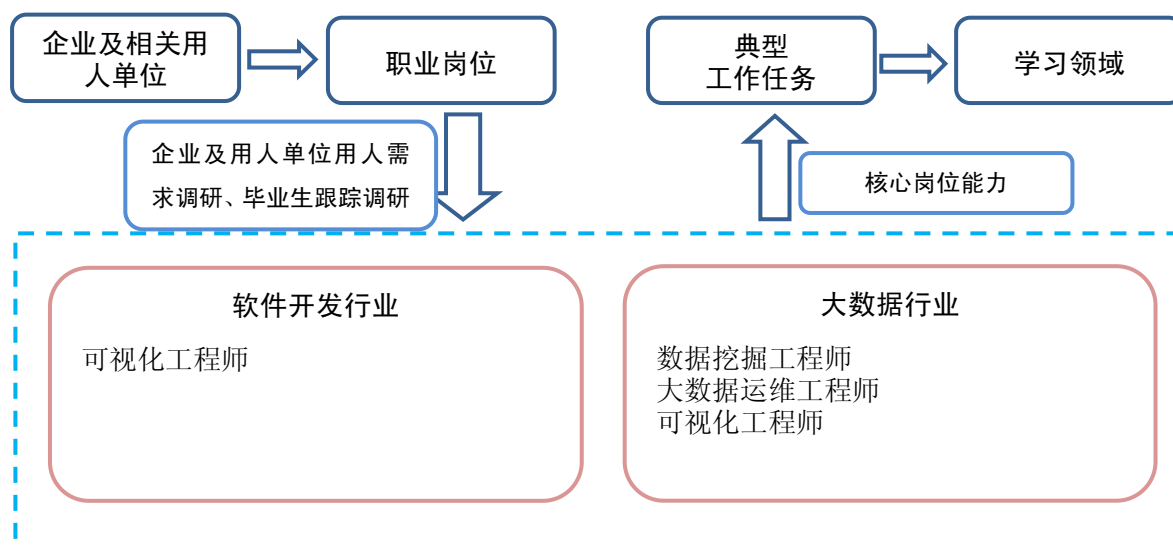 企业及相关用
人单位
职业岗位
典型
工作任务
学习领域
企业及用人单位用人需
求调研、毕业生跟踪调研
核心岗位能力
软件开发行业
可视化工程师
大数据行业
数据挖掘工程师
大数据运维工程师
可视化工程师